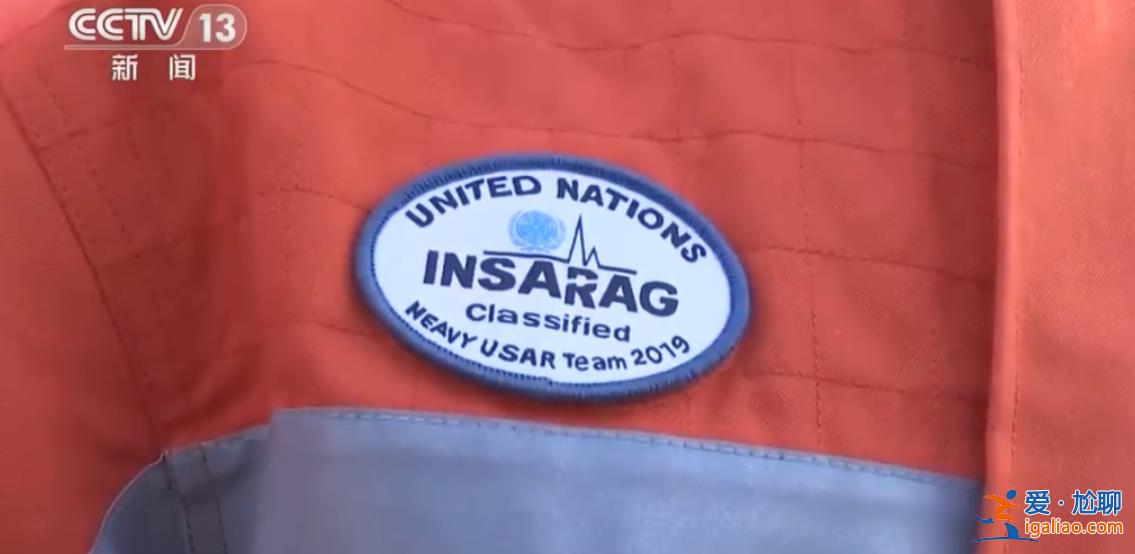 CCTV 13
新闻
UNITED NATIONS
INSARAG
Classified
HEAVY USAR Team 2019
爱·尬聊
igaliao.com